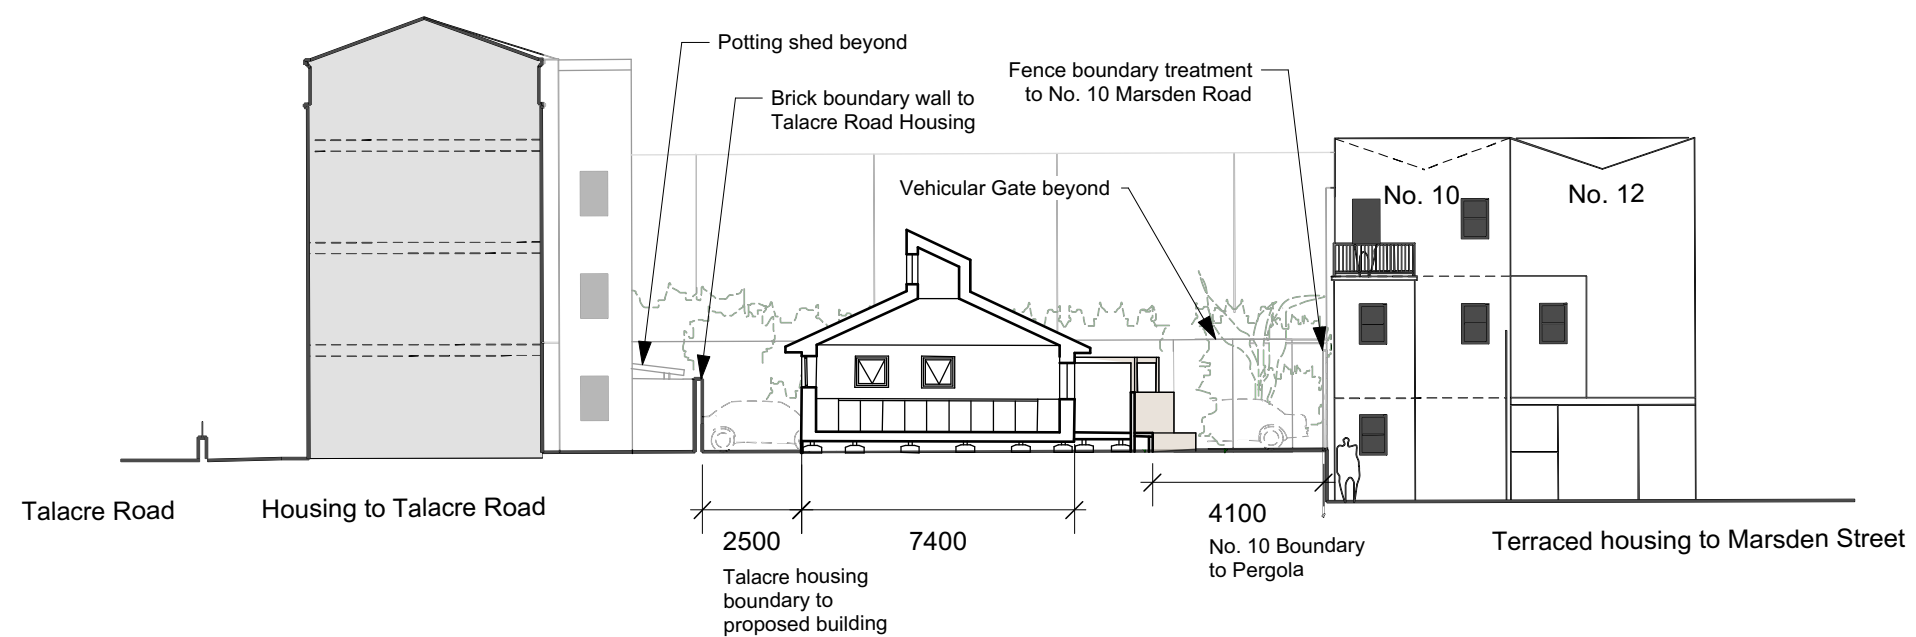 Potting shed beyond
Brick boundary wall to
Talacre Road Housing
Fence boundary treatment
to No. 10 Marsden Road
Vehicular Gate beyond
No. 10
No. 12
Talacre Road
Housing to Talacre Road
2500
Talacre housing
boundary to
proposed building
7400
4100
No. 10 Boundary
to Pergola
Terraced housing to Marsden Street